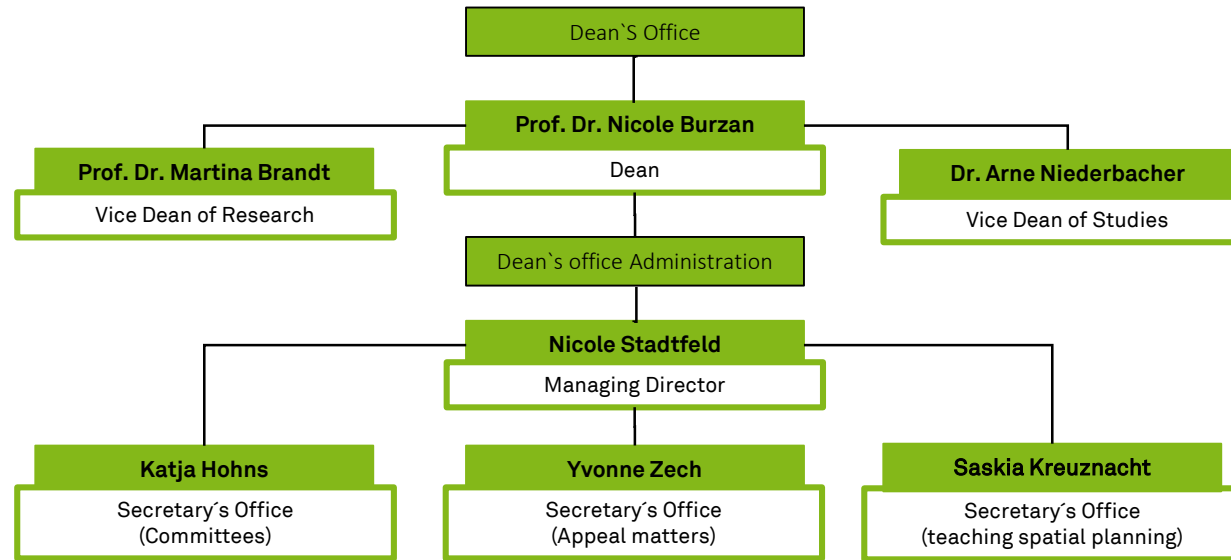 Dean`S Office
Prof. Dr. Nicole Burzan
Dean
Prof. Dr. Martina Brandt
Vice Dean of Research
Dr. Arne Niederbacher
Vice Dean of Studies
Dean`s office Administration
Nicole Stadtfeld
Managing Director
Katja Hohns
Secretary´s Office
(Committees)
Yvonne Zech
Secretary´s Office
(Appeal matters)
Saskia Kreuznacht
Secretary´s Office
(teaching spatial planning)